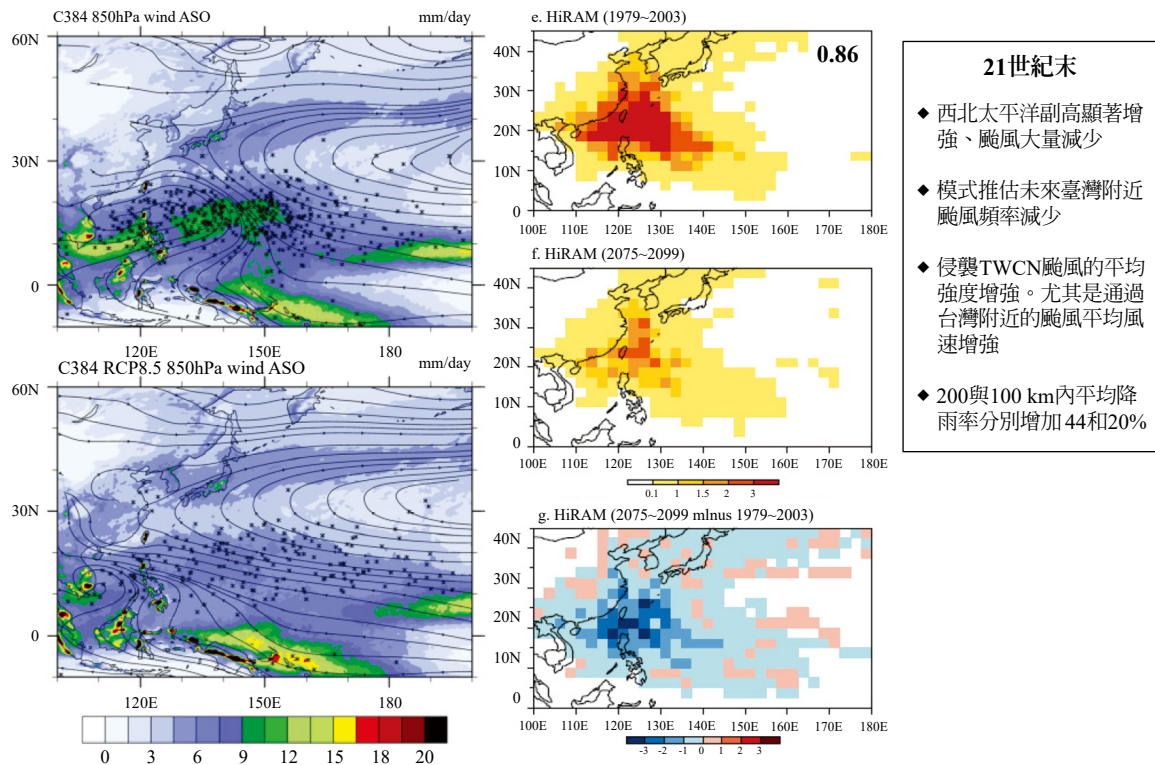 C384 850hPa wind ASO
mm/day
60N
30N
0
120E
150E
180
C384 RCP8.5 850hPa wind ASO
mm/day
60N
30N
0
120E
150E
180
0 3 6 9 12 15 18 20
e. HiRAM (1979~2003)
0.86
40N
30N
20N
10N
0
100E 110E 120E 130E 140E 150E 160E 170E 180E
f. HiRAM (2075~2099)
40N
30N
20N
10N
0
100E 110E 120E 130E 140E 150E 160E 170E 180E
0.1 1 1.5 2 3
g. HiRAM (2075~2099 mlnus 1979~2003)
40N
30N
20N
10N
0
100E 110E 120E 130E 140E 150E 160E 170E 180E
-3 -2 -1 0 1 2 3
21世紀末
◆ 西北太平洋副高顯著增
強、颱風大量減少
◆ 模式推估未來臺灣附近
颱風頻率減少
◆ 侵襲TWCN颱風的平均
強度增強。尤其是通過
台灣附近的颱風平均風
速增強
◆ 200與100 km內平均降
雨率分別增加 44和20%